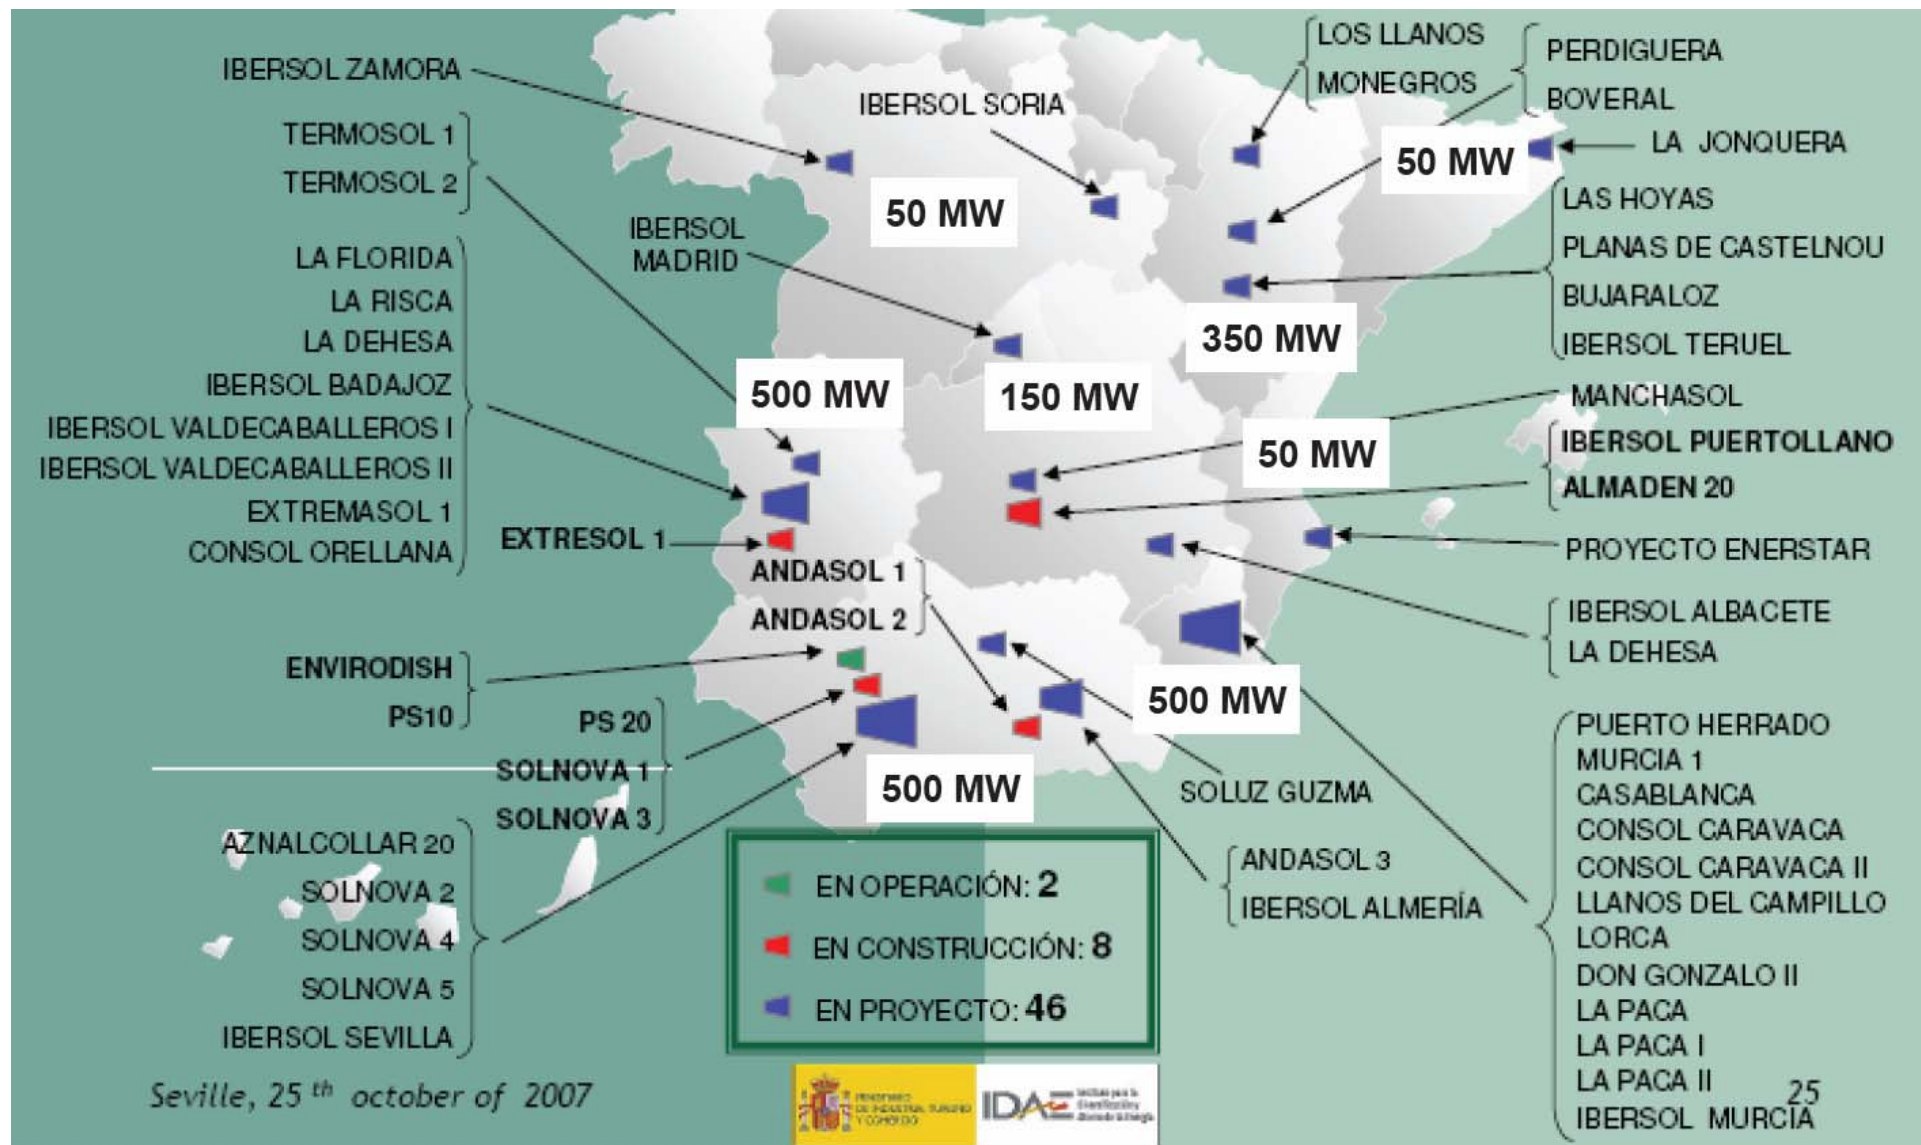 IBERSOL ZAMORA
TERMOSOL 1
TERMOSOL 2
LA FLORIDA
LA RISCA
LA DEHESA
IBERSOL BADAJOZ
IBERSOL VALDECABALLEROS I
IBERSOL VALDECABALLEROS II
EXTREMASOL 1
CONSOL ORELLANA
ENVIRODISH
PS10
PS 20
SOLNOVA 1
SOLNOVA 3
AZNALCOLLAR 20
SOLNOVA 2
SOLNOVA 4
SOLNOVA 5
IBERSOL SEVILLA
IBERSOL SORIA
IBERSOL
MADRID
EXTRESOL 1
ANDASOL 1
ANDASOL 2
50 MW
500 MW
150 MW
350 MW
50 MW
50 MW
500 MW
500 MW
LOS LLANOS
MONEGROS
PERDIGUERA
BOVERAL
LA JONQUERA
LAS HOYAS
PLANAS DE CASTELNOU
BUJARALOZ
IBERSOL TERUEL
MANCHASOL
IBERSOL PUERTOLLANO
ALMADEN 20
PROYECTO ENERSTAR
IBERSOL ALBACETE
LA DEHESA
SOLUZ GUZMA
ANDASOL 3
IBERSOL ALMERÍA
PUERTO HERRADO
MURCIA 1
CASABLANCA
CONSOL CARAVACA
CONSOL CARAVACA II
LLANOS DEL CAMPILLO
LORCA
DON GONZALO II
LA PACA
LA PACA I
LA PACA II
IBERSOL MURCIA
EN OPERACIÓN: 2
EN CONSTRUCCIÓN: 8
EN PROYECTO: 46
Seville, 25 th october of 2007
MINISTERIO
DE INDUSTRIA, TURISMO
Y COMERCIO
IDAE
25